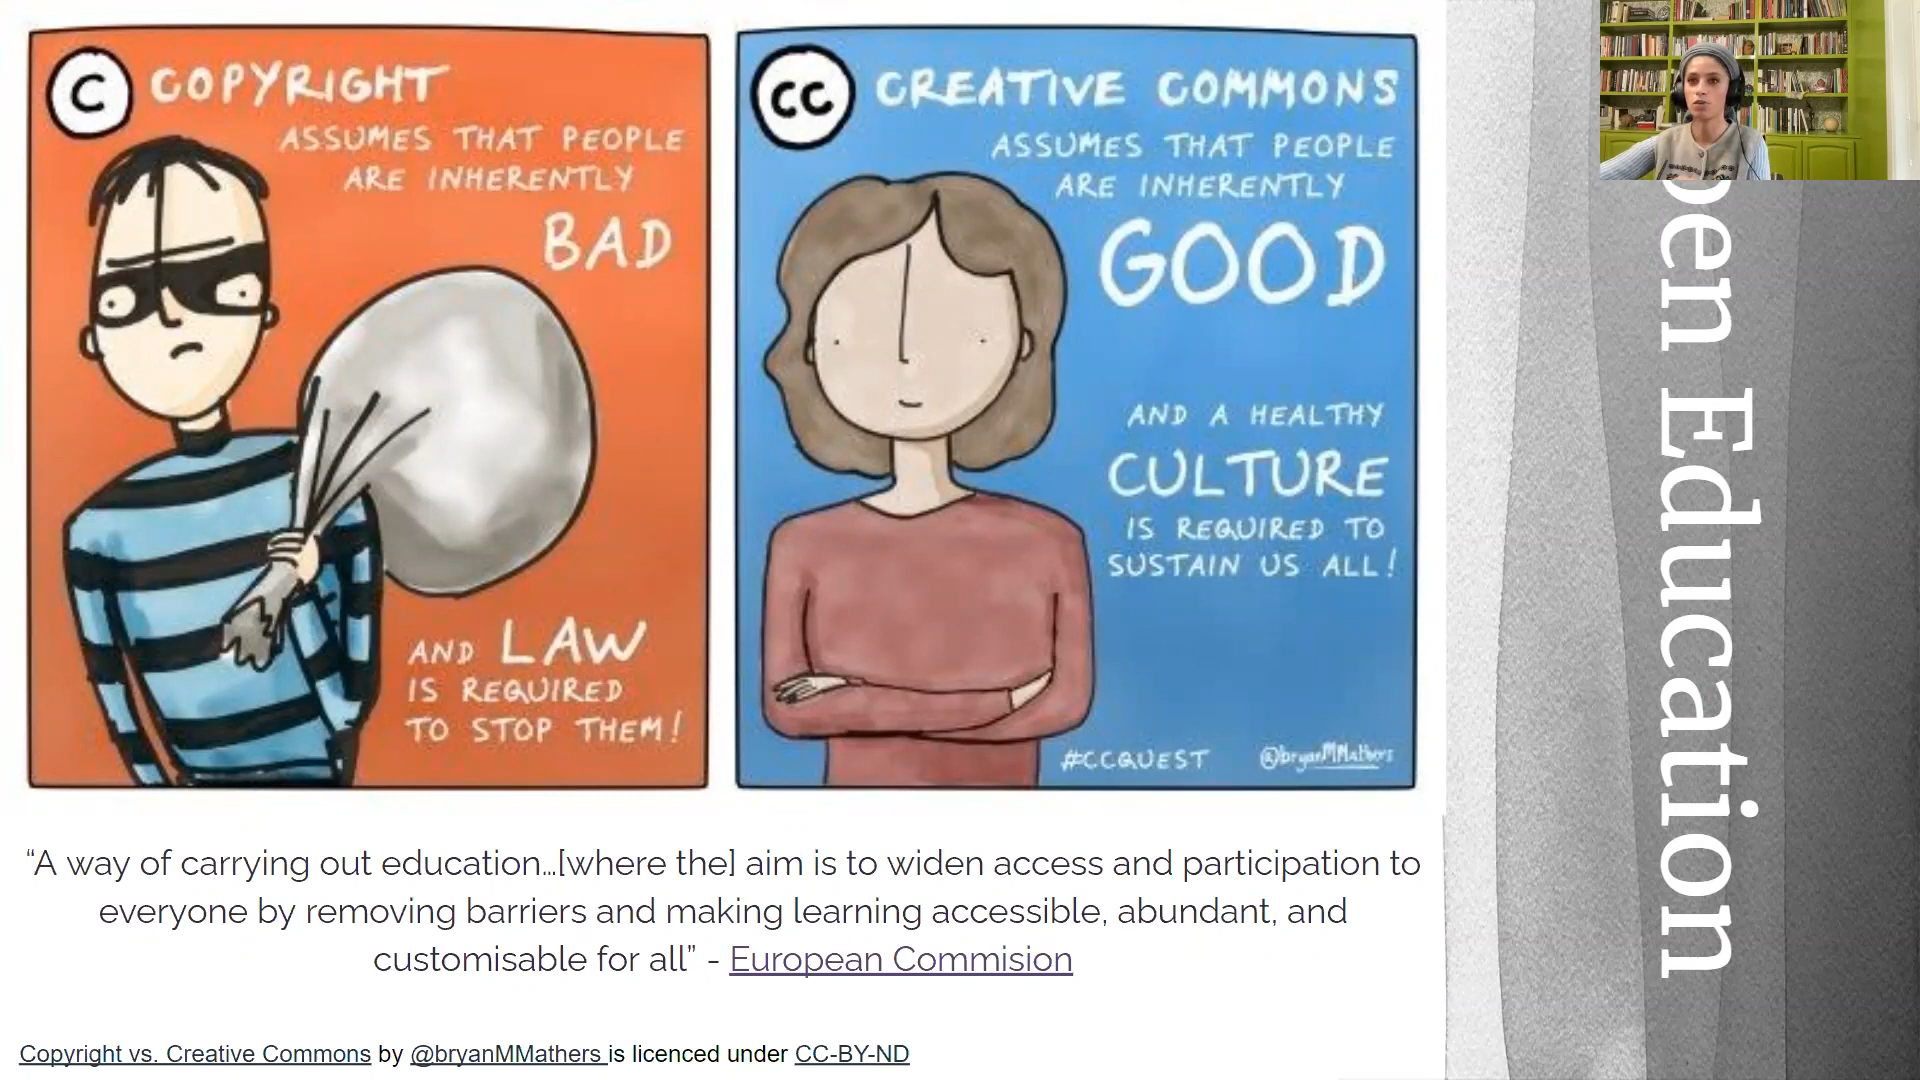 C COPYRIGHT
ASSUMES THAT PEOPLE
ARE INHERENTLY
BAD
AND LAW
IS REQUIRED
TO STOP THEM!
CC CREATIVE COMMONS
ASSUMES THAT PEOPLE
ARE INHERENTLY
GOOD
AND A HEALTHY
CULTURE
IS REQUIRED TO
SUSTAIN US ALL!
#CCQUEST @bryanMMathers
“A way of carrying out education…[where the] aim is to widen access and participation to
everyone by removing barriers and making learning accessible, abundant, and
customisable for all” - European Commision
Copyright vs. Creative Commons by @bryanMMathers is licenced under CC-BY-ND
pen Education